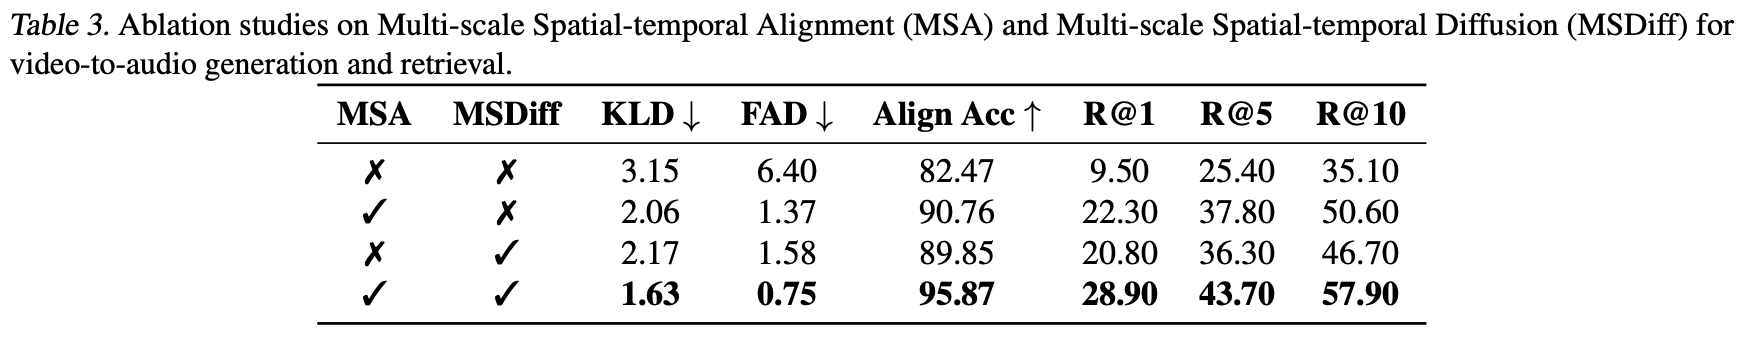 Table 3. Ablation studies on Multi-scale Spatial-temporal Alignment (MSA) and Multi-scale Spatial-temporal Diffusion (MSDiff) for
video-to-audio generation and retrieval.
MSA MSDiff KLD ↓ FAD ↓ Align Acc ↑ R@1 R@5 R@10
✗ ✗ 3.15 6.40 82.47 9.50 25.40 35.10
✓ ✗ 2.06 1.37 90.76 22.30 37.80 50.60
✗ ✓ 2.17 1.58 89.85 20.80 36.30 46.70
✓ ✓ 1.63 0.75 95.87 28.90 43.70 57.90